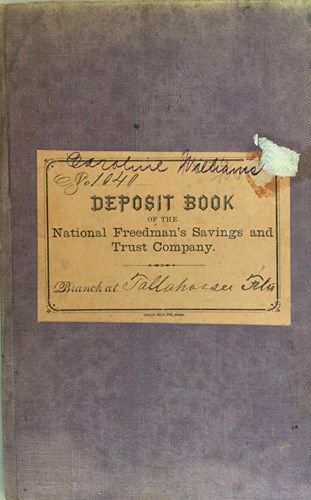 Caroline Williams
No 1040
DEPOSIT BOOK
OF THE
National Freedman's Savings and
Trust Company.
Branch at Tallahassee Fla